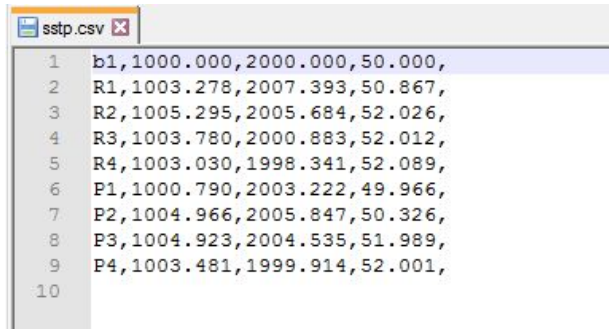 sstp.csv
1 b1,1000.000,2000.000,50.000,
2 R1,1003.278,2007.393,50.867,
3 R2,1005.295,2005.684,52.026,
4 R3,1003.780,2000.883,52.012,
5 R4,1003.030,1998.341,52.089,
6 P1,1000.790,2003.222,49.966,
7 P2,1004.966,2005.847,50.326,
8 P3,1004.923,2004.535,51.989,
9 P4,1003.481,1999.914,52.001,
10